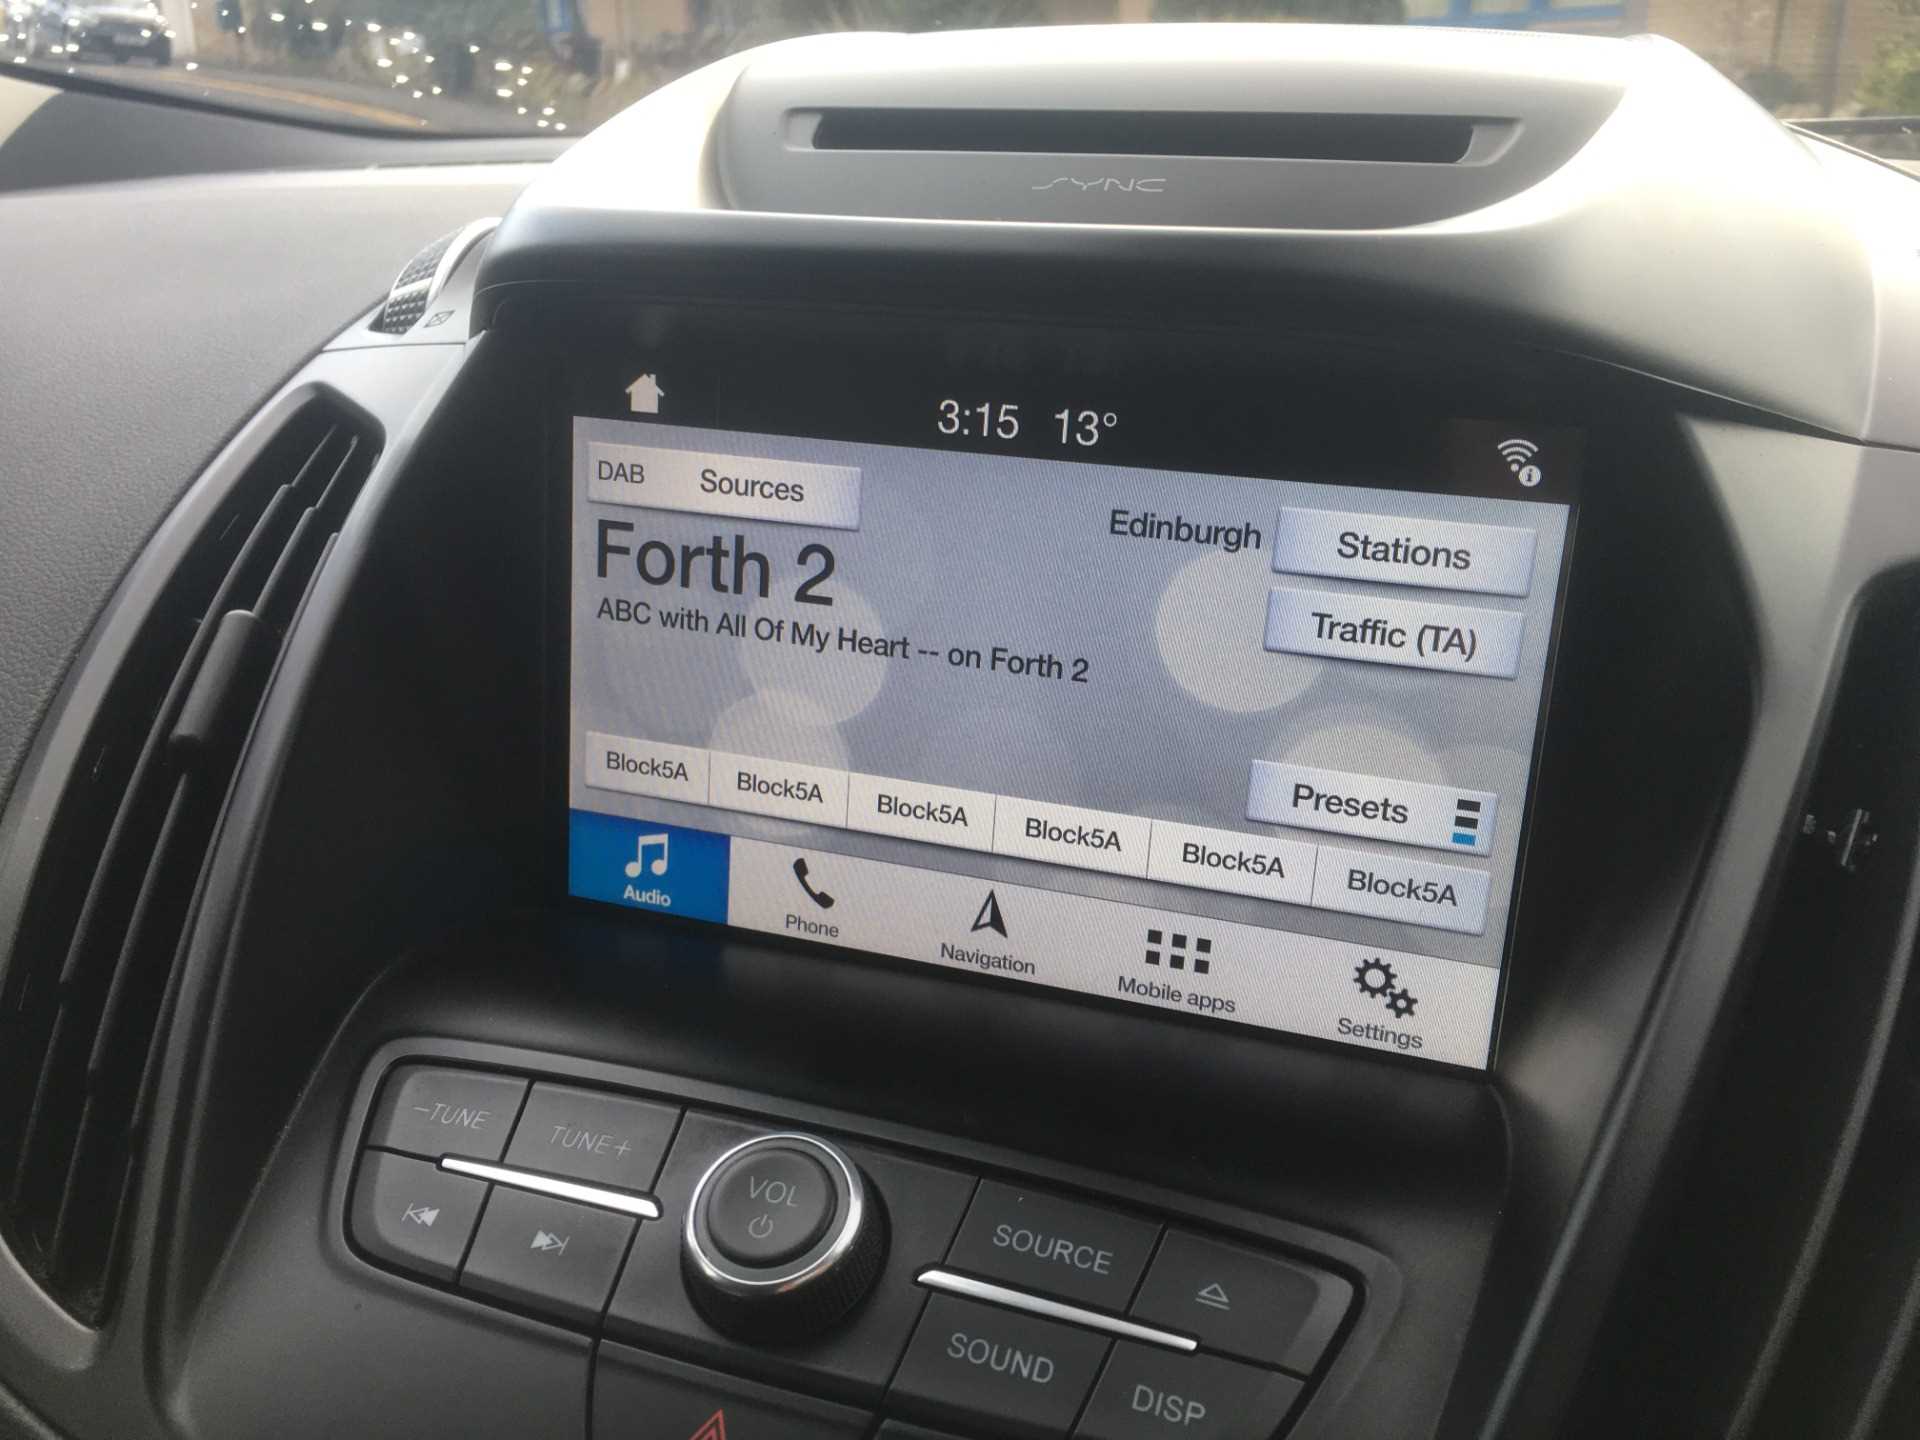 SYNC
3:15 13°
DAB Sources
Edinburgh Stations
Forth 2
Traffic (TA)
ABC with All Of My Heart -- on Forth 2
Presets
Block5A Block5A Block5A Block5A Block5A Block5A
Audio Phone Navigation Mobile apps Settings
-TUNE TUNE+
VOL
SOURCE
SOUND
DISP